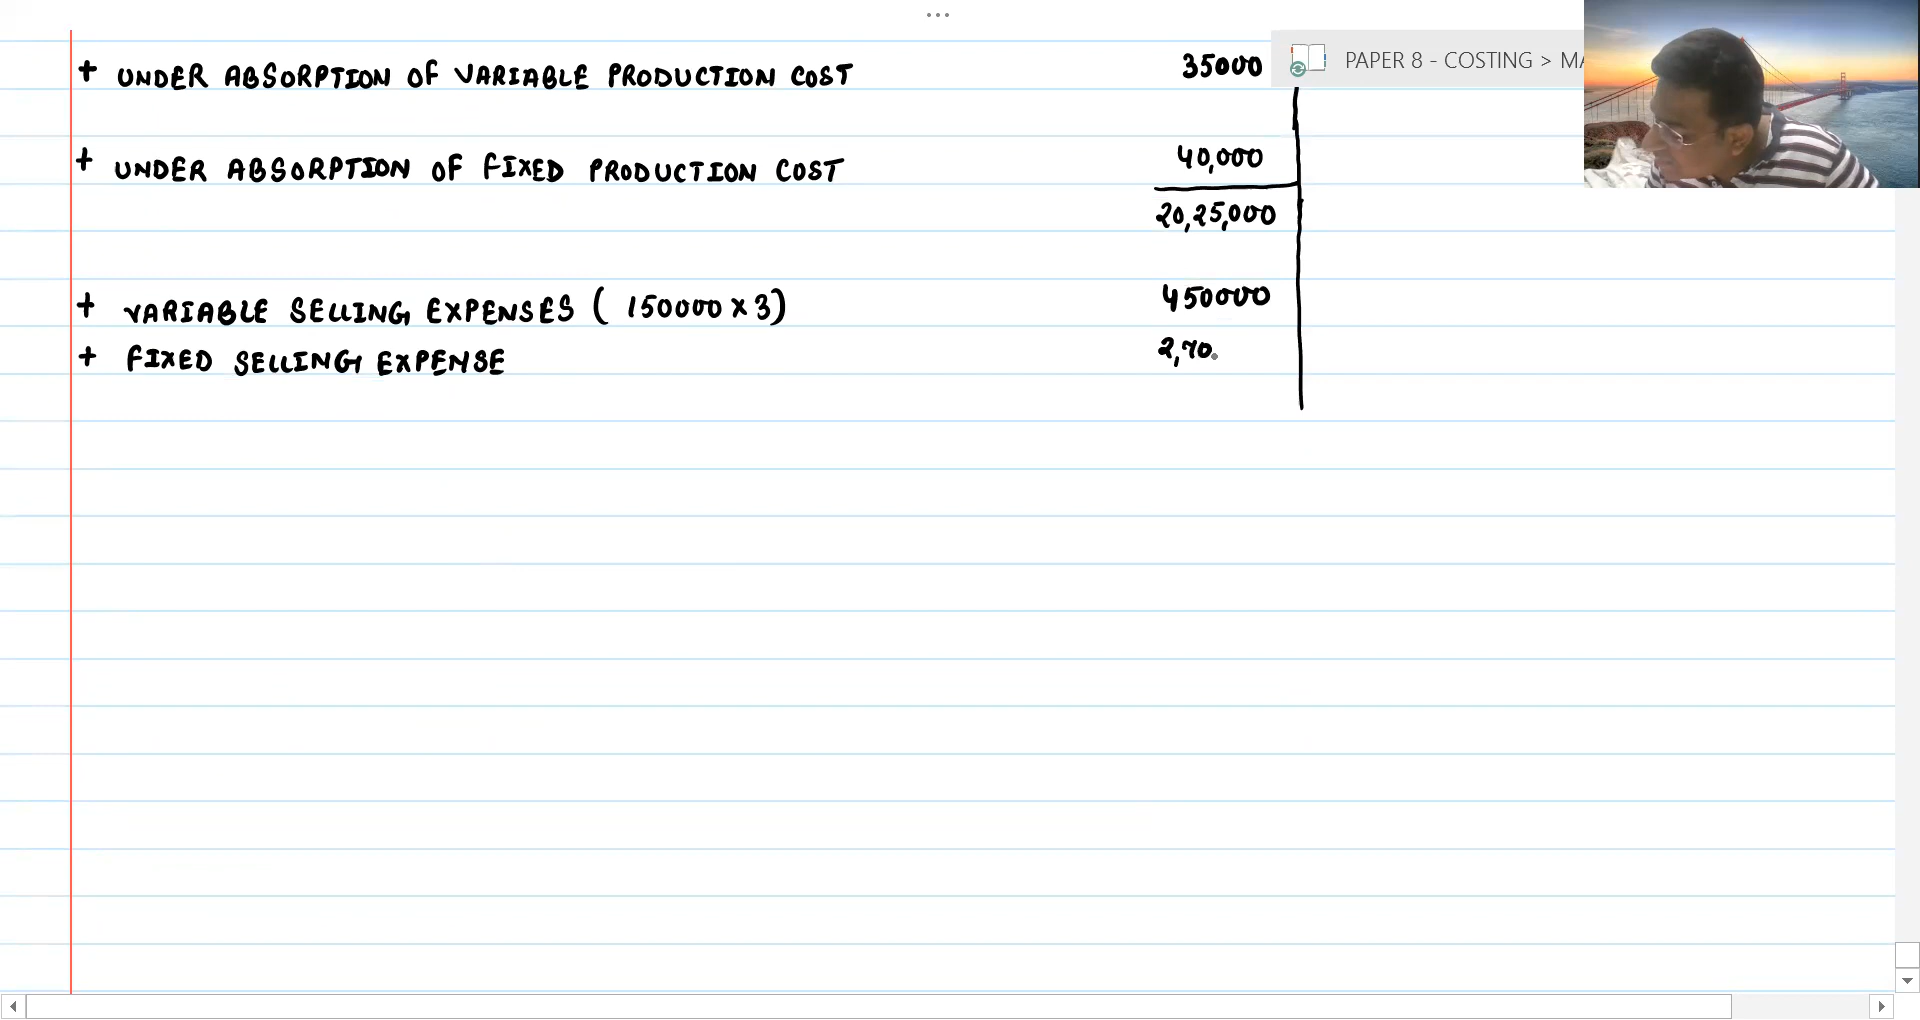 ...
+ UNDER ABSORPTION OF VARIABLE PRODUCTION COST 35000
PAPER 8 - COSTING > MA
+ UNDER ABSORPTION OF FIXED PRODUCTION COST 40,000
20,25,000
+ VARIABLE SELLING EXPENSES ( 150000 x 3) 450000
+ FIXED SELLING EXPENSE 2,70